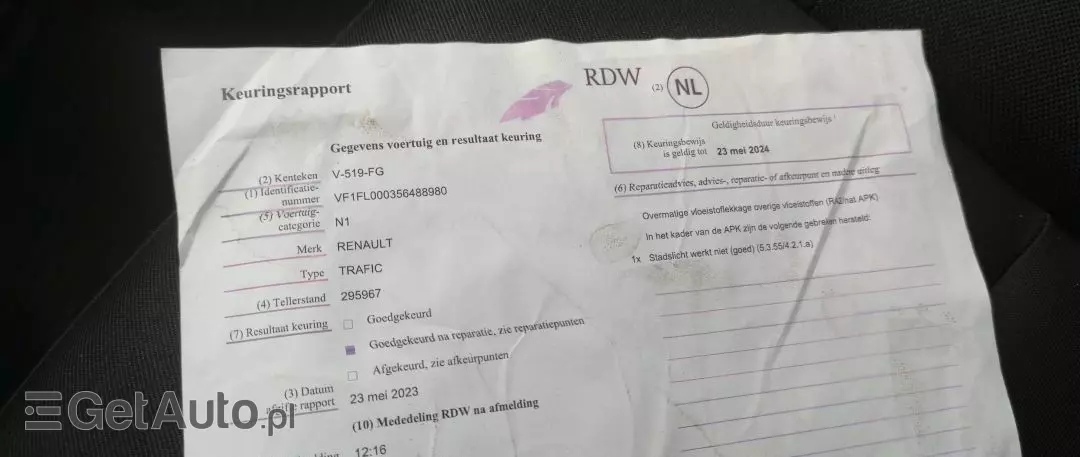 Keuringsrapport
RDW (2) NL
Gegevens voertuig en resultaat keuring
(2) Kenteken V-519-FG
(1) Identificatie-
nummer VF1FL000356488980
(5) Voertuig-
categorie N1
Merk RENAULT
Type TRAFIC
(4) Tellerstand 295967
(7) Resultaat keuring
Goedgekeurd
Goedgekeurd na reparatie, zie reparatiepunten
Afgekeurd, zie afkeurpunten
(3) Datum
rapport 23 mei 2023
(10) Mededeling RDW na afmelding
12:16
Geldigheidsduur keuringsbewijs
(8) Keuringsbewijs
is geldig tot 23 mei 2024
(6) Reparatieadvies, advies-, reparatie- of afkeurpunt en nadere uitleg
Overmatige vloeistoflekkage overige vloeistoffen (RA2/nat.APK)
In het kader van de APK zijn de volgende gebreken hersteld:
1x Stadslicht werkt niet (goed) (5.3.55/4.2.1.a)
GetAuto.pl